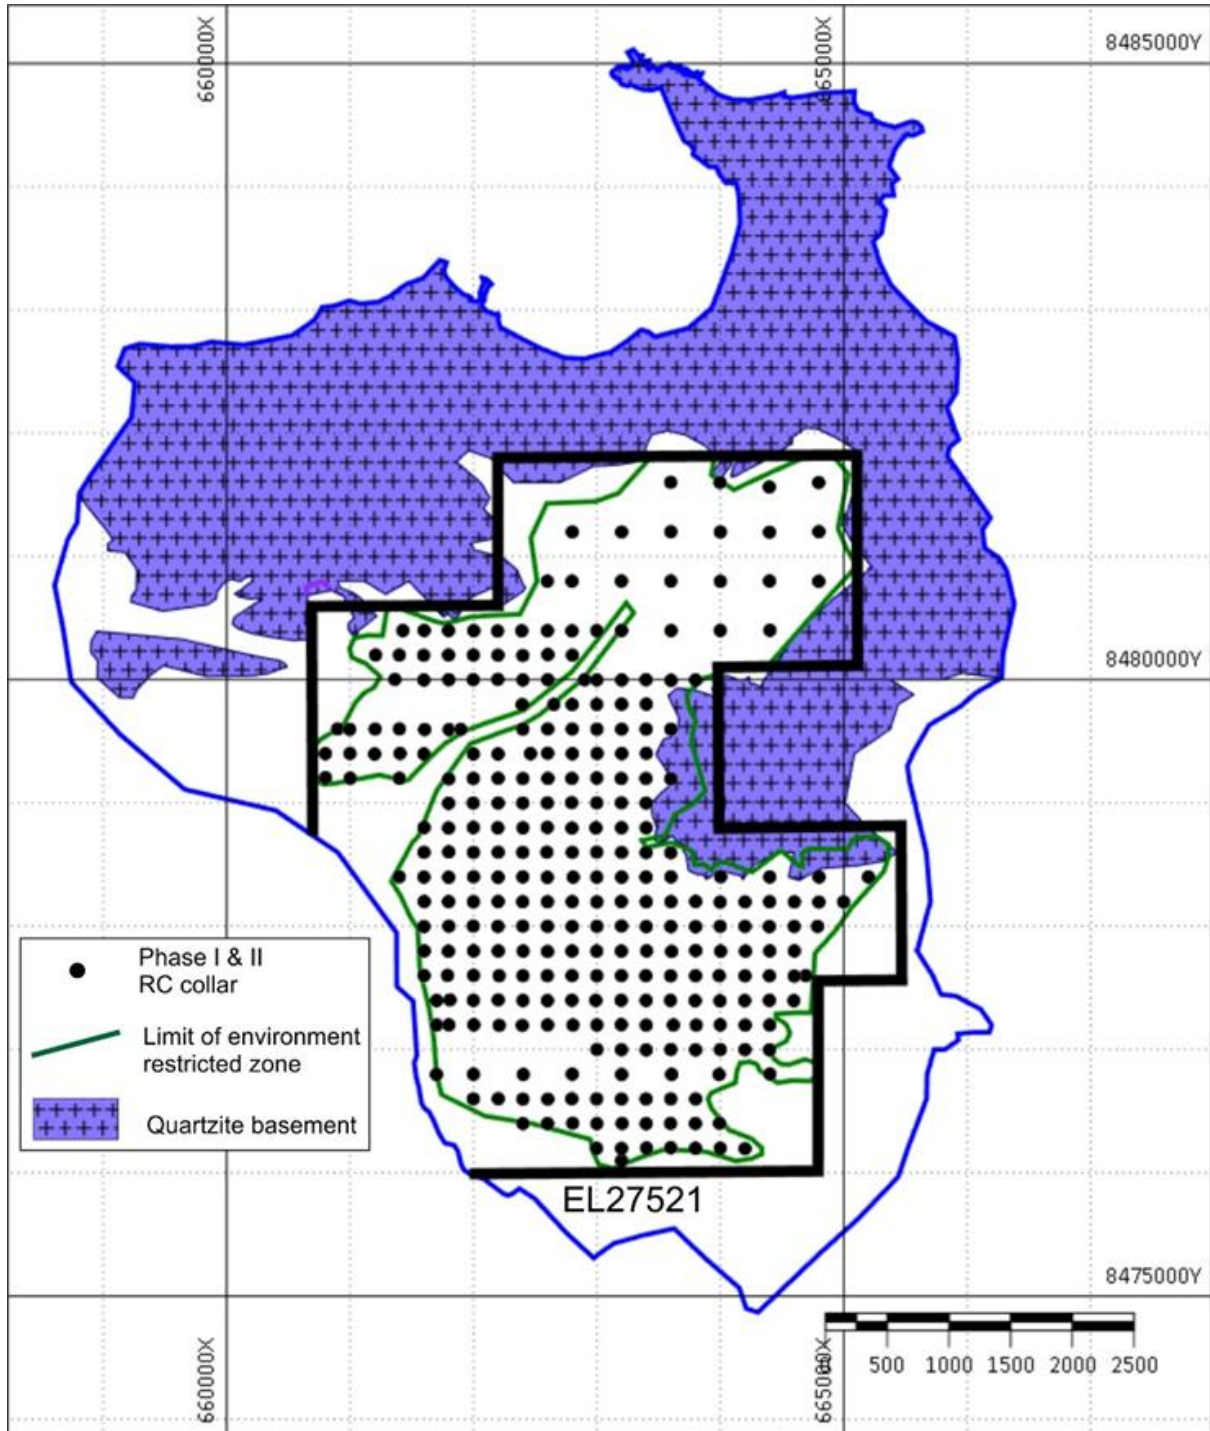 660000X
665000X
8485000Y
8480000Y
Phase I & II
RC collar
Limit of environment
restricted zone
Quartzite basement
EL27521
8475000Y
500 1000 1500 2000 2500
660000X
665000X